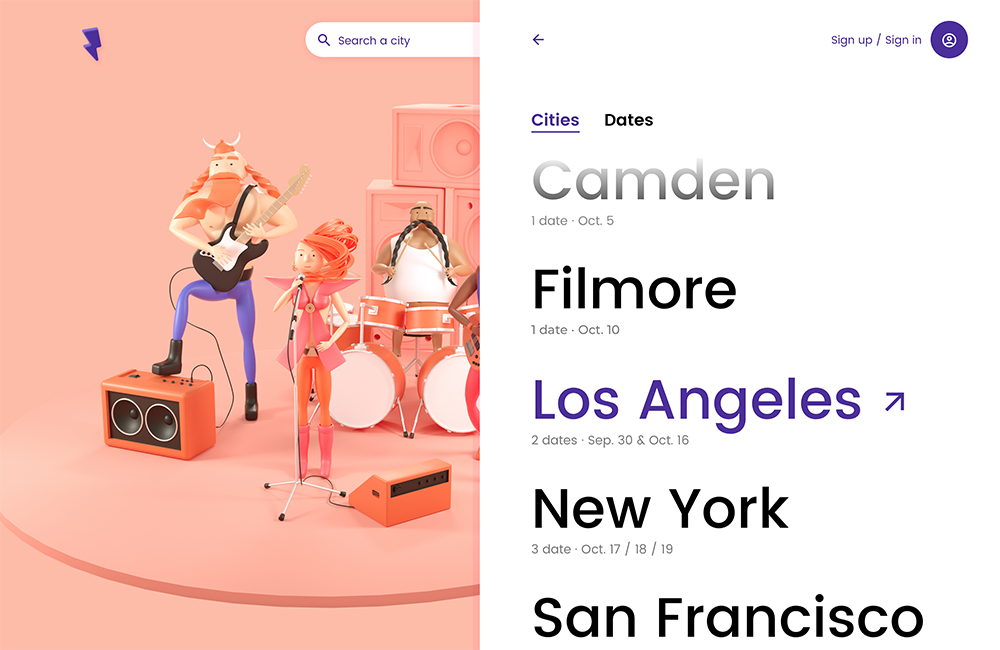 Search a city
Sign up / Sign in
Cities
Dates
Camden
1 date · Oct. 5
Filmore
1 date · Oct. 10
Los Angeles
2 dates · Sep. 30 & Oct. 16
New York
3 date · Oct. 17 / 18 / 19
San Francisco